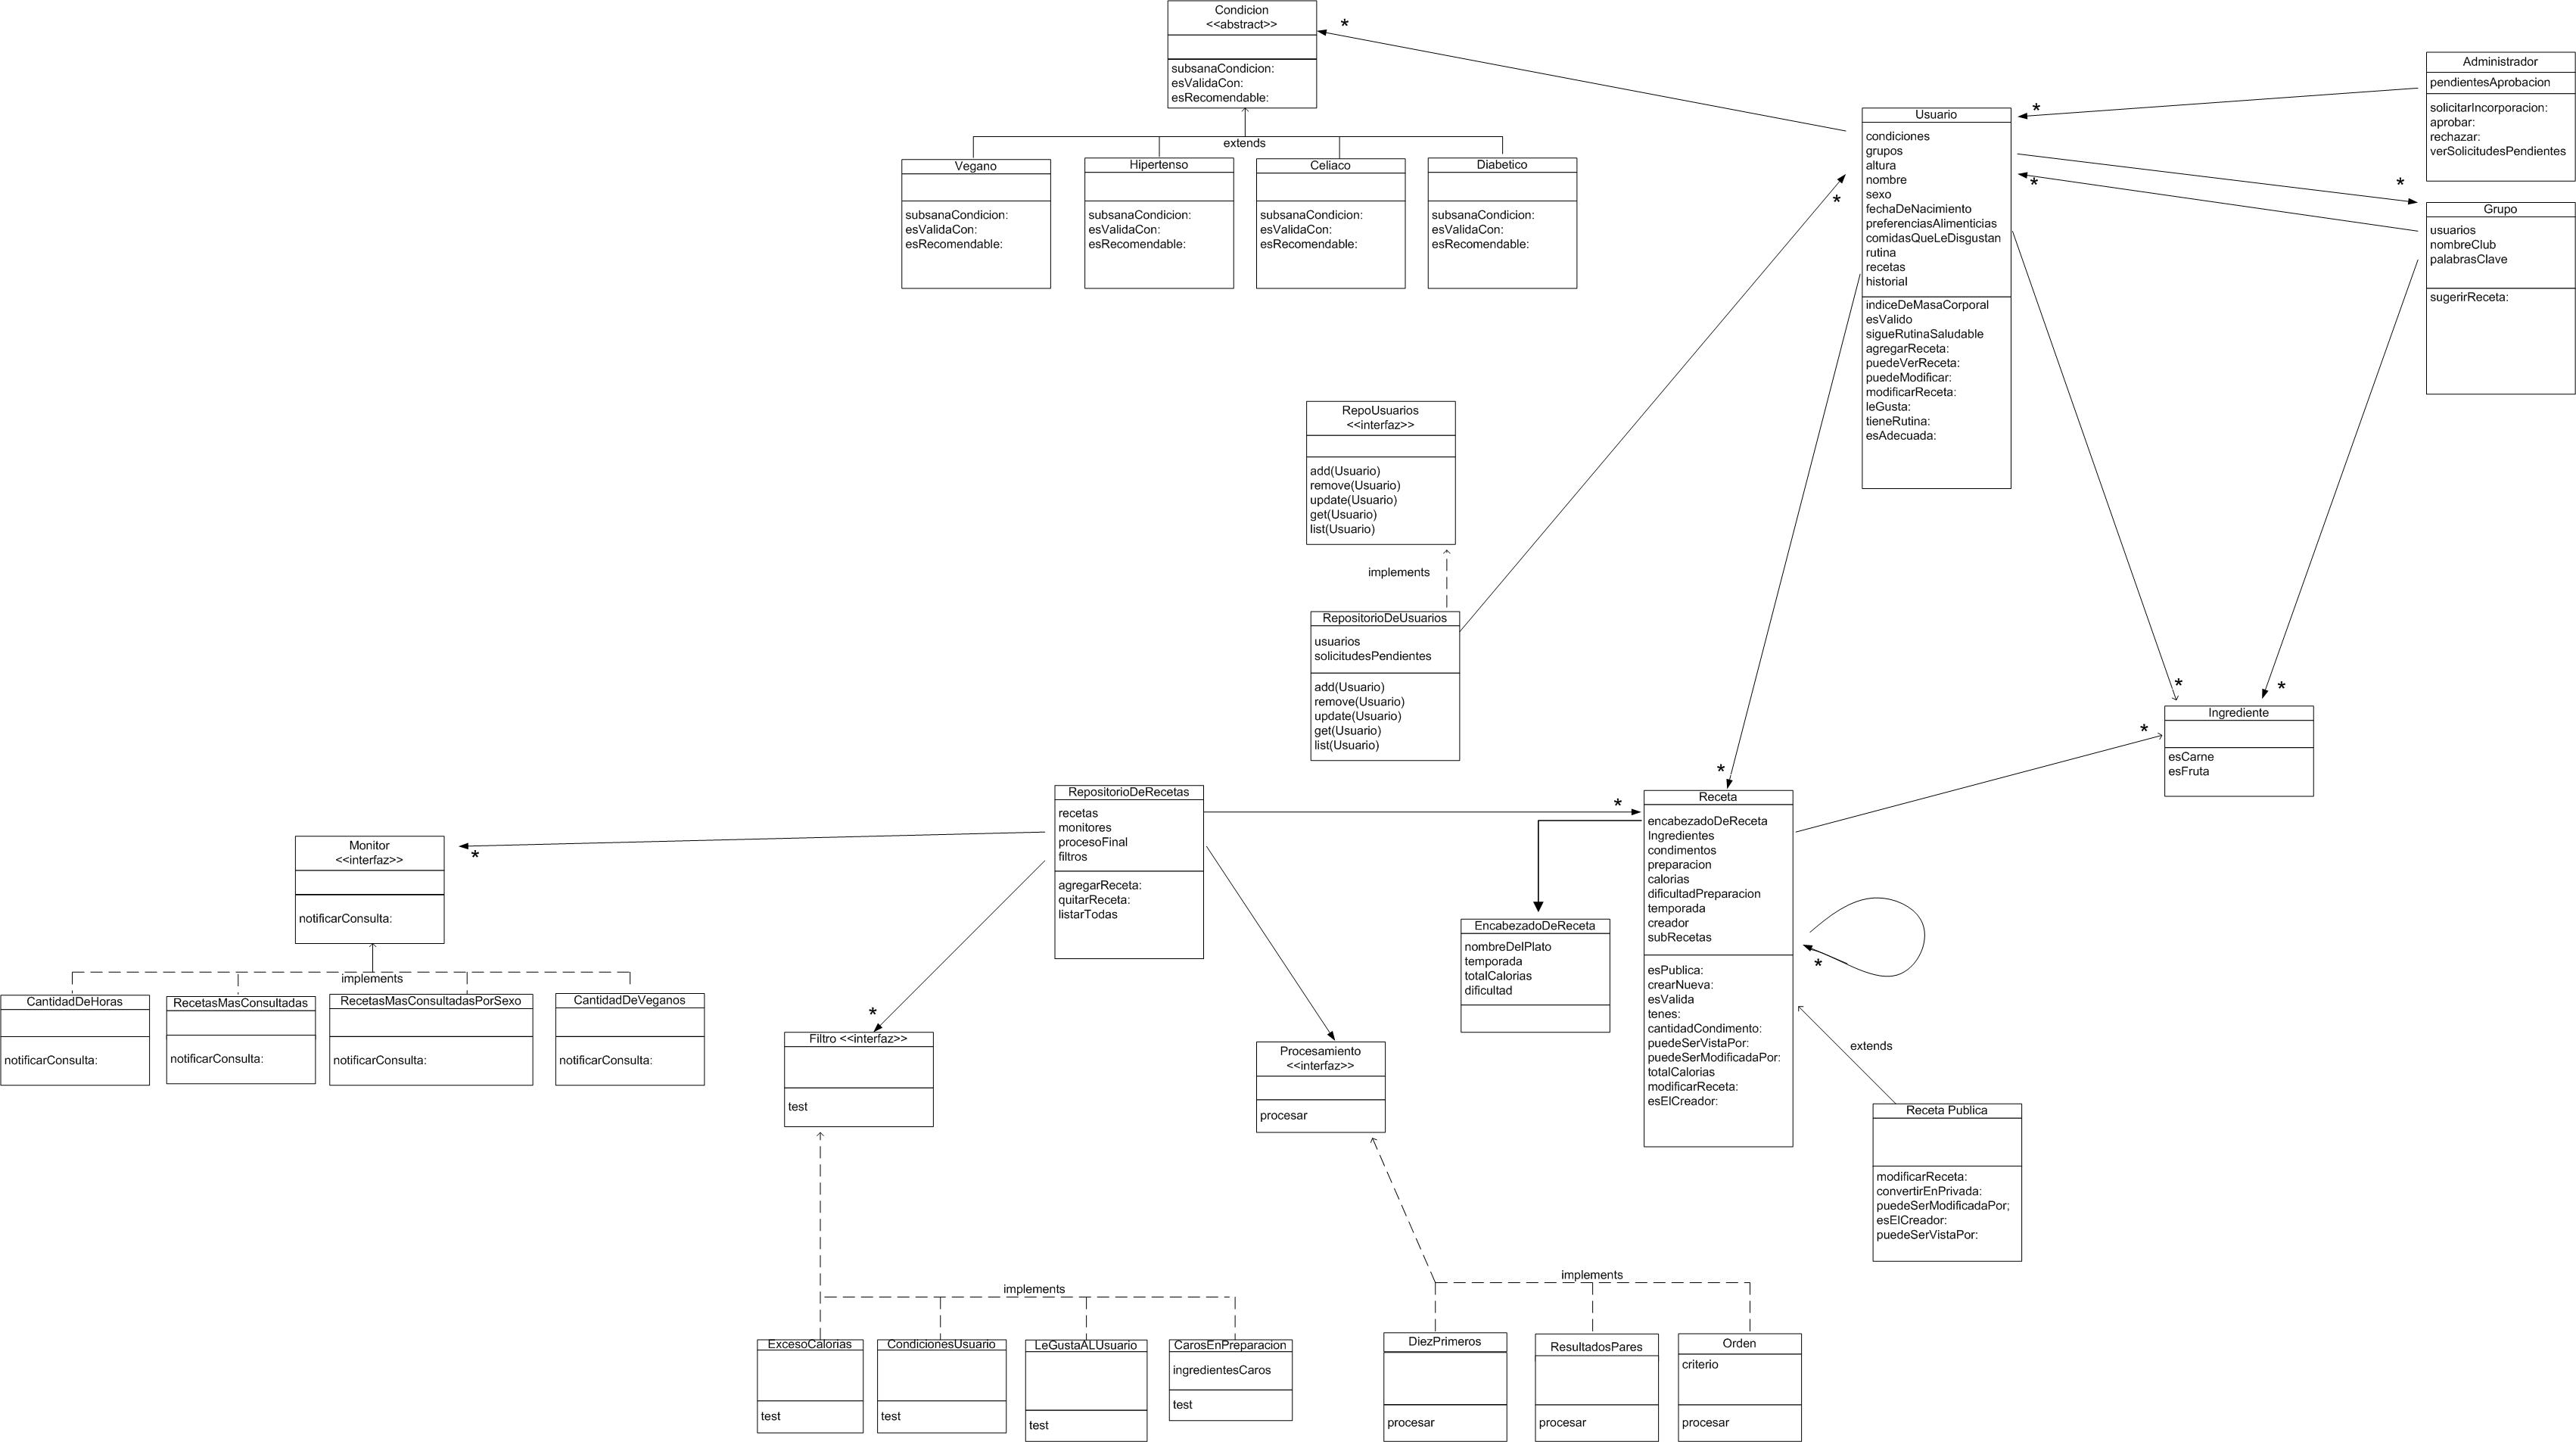 Condicion
<<abstract>>
subsanaCondicion:
esValidaCon:
esRecomendable:
*
extends
Vegano
subsanaCondicion:
esValidaCon:
esRecomendable:
Hipertenso
subsanaCondicion:
esValidaCon:
esRecomendable:
Celiaco
subsanaCondicion:
esValidaCon:
esRecomendable:
Diabetico
subsanaCondicion:
esValidaCon:
esRecomendable:
Usuario
condiciones
grupos
altura
nombre
sexo
fechaDeNacimiento
preferenciasAlimenticias
comidasQueLeDisgustan
rutina
recetas
historial
indiceDeMasaCorporal
esValido
sigueRutinaSaludable
agregarReceta:
puedeVerReceta:
puedeModificar:
modificarReceta:
leGusta:
tieneRutina:
esAdecuada:
*
*
*
*
Administrador
pendientesAprobacion
solicitarIncorporacion:
aprobar:
rechazar:
verSolicitudesPendientes
Grupo
usuarios
nombreClub
palabrasClave
sugerirReceta:
RepoUsuarios
<<interfaz>>
add(Usuario)
remove(Usuario)
update(Usuario)
get(Usuario)
list(Usuario)
implements
RepositorioDeUsuarios
usuarios
solicitudesPendientes
add(Usuario)
remove(Usuario)
update(Usuario)
get(Usuario)
list(Usuario)
*
*
*
Ingrediente
esCarne
esFruta
RepositorioDeRecetas
recetas
monitores
procesoFinal
filtros
agregarReceta:
quitarReceta:
listarTodas
*
*
Receta
encabezadoDeReceta
Ingredientes
condimentos
preparacion
calorias
dificultadPreparacion
temporada
creador
subRecetas
esPublica:
crearNueva:
esValida
tenes:
cantidadCondimento:
puedeSerVistaPor:
puedeSerModificadaPor:
totalCalorias
modificarReceta:
esElCreador:
*
EncabezadoDeReceta
nombreDelPlato
temporada
totalCalorias
dificultad
extends
Receta Publica
modificarReceta:
convertirEnPrivada:
puedeSerModificadaPor;
esElCreador:
puedeSerVistaPor:
Monitor
<<interfaz>>
notificarConsulta:
*
implements
CantidadDeHoras
notificarConsulta:
RecetasMasConsultadas
notificarConsulta:
RecetasMasConsultadasPorSexo
notificarConsulta:
CantidadDeVeganos
notificarConsulta:
*
Filtro <<interfaz>>
test
Procesamiento
<<interfaz>>
procesar
implements
ExcesoCalorias
test
CondicionesUsuario
test
LeGustaALUsuario
test
CarosEnPreparacion
ingredientesCaros
test
implements
DiezPrimeros
procesar
ResultadosPares
procesar
Orden
criterio
procesar